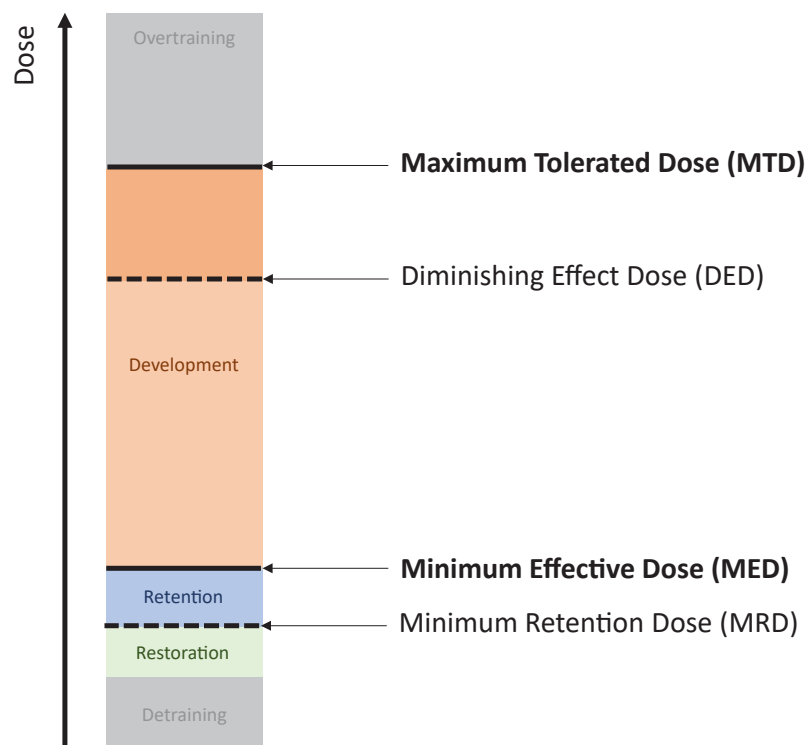 Dose
Overtraining
Maximum Tolerated Dose (MTD)
Diminishing Effect Dose (DED)
Development
Minimum Effective Dose (MED)
Retention
Minimum Retention Dose (MRD)
Restoration
Detraining